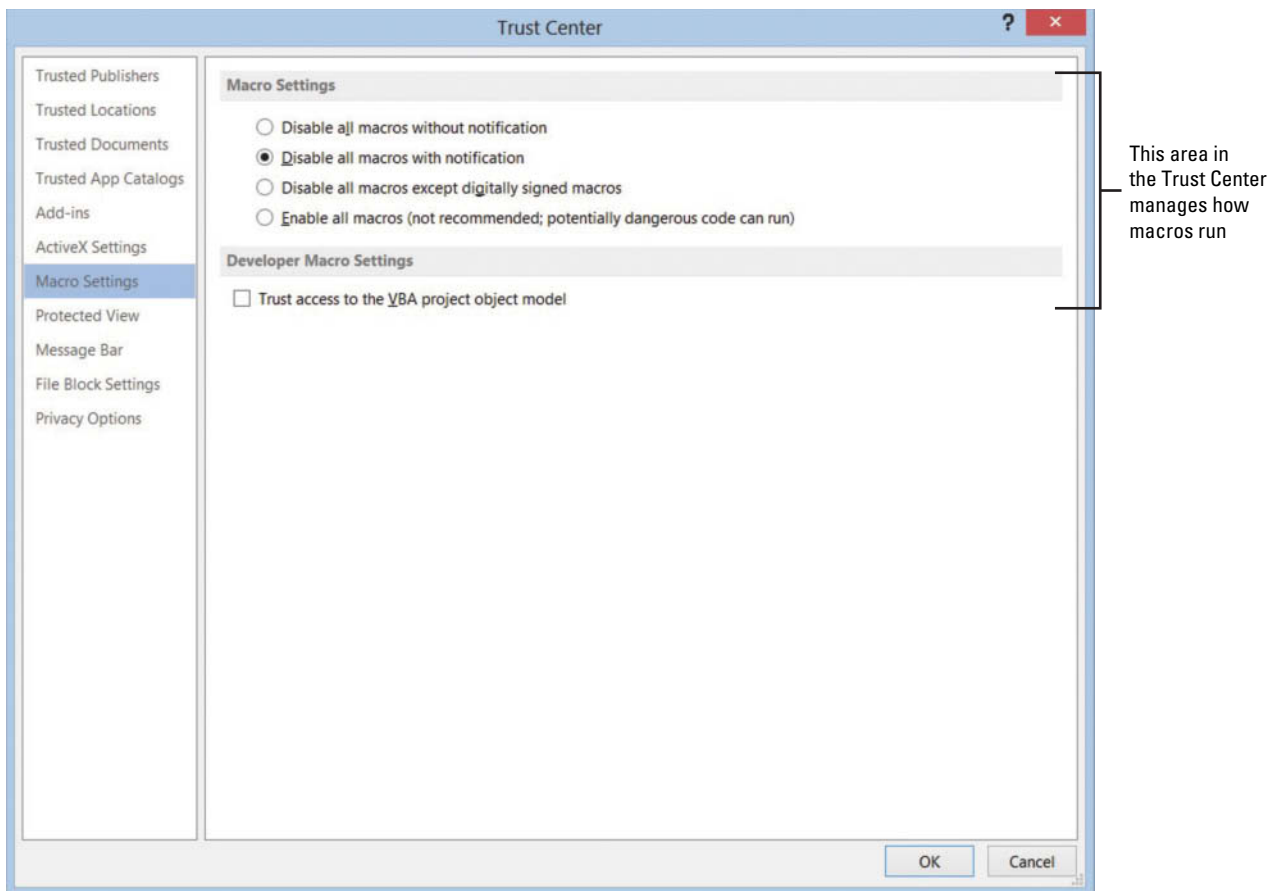 Trust Center
?
×
Trusted Publishers
Trusted Locations
Trusted Documents
Trusted App Catalogs
Add-ins
ActiveX Settings
Macro Settings
Protected View
Message Bar
File Block Settings
Privacy Options
Macro Settings
Disable all macros without notification
Disable all macros with notification
Disable all macros except digitally signed macros
Enable all macros (not recommended; potentially dangerous code can run)
Developer Macro Settings
Trust access to the VBA project object model
This area in
the Trust Center
manages how
macros run
OK
Cancel